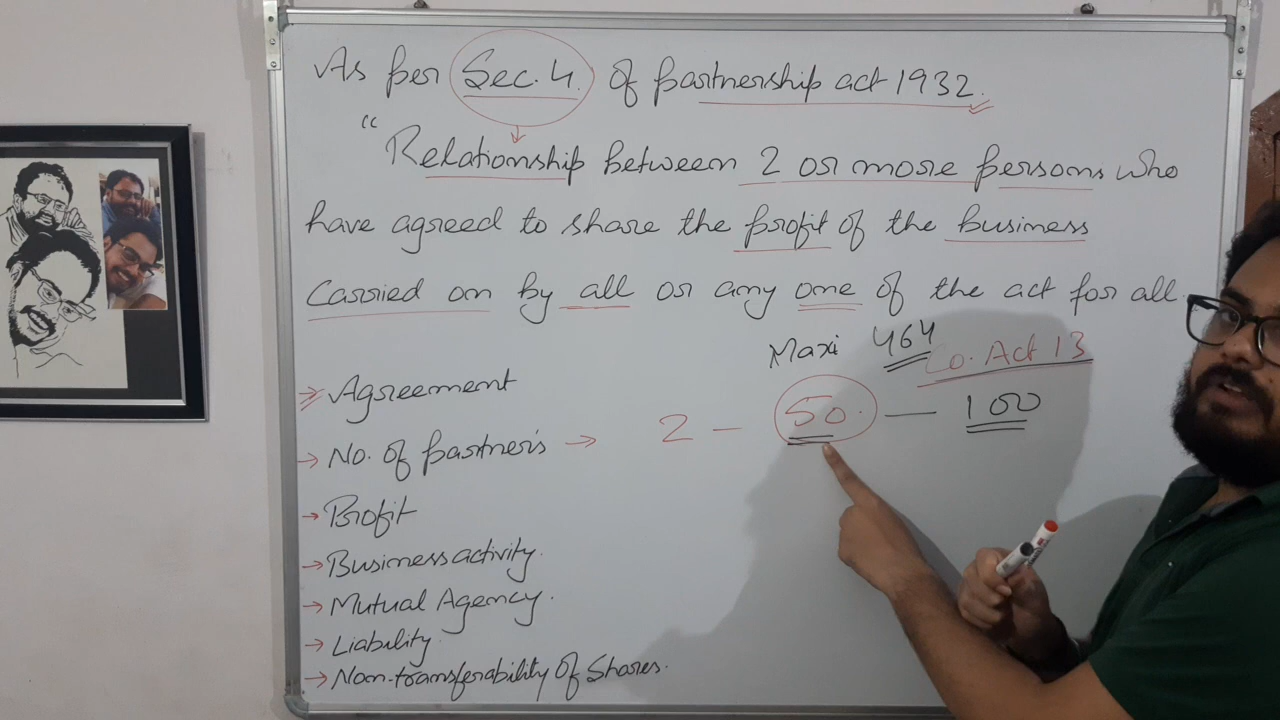 As per Sec. 4. of partnership act 1932.
"Relationship between 2 or more persons who
have agreed to share the profit of the business
Carried on by all or any one of the act for all
Maxi 464
Co. Act 13
Agreement
2 - 50. - 100
No. of partner's
Profit
Business activity.
Mutual Agency.
Liability.
Non-transferability of Shares.